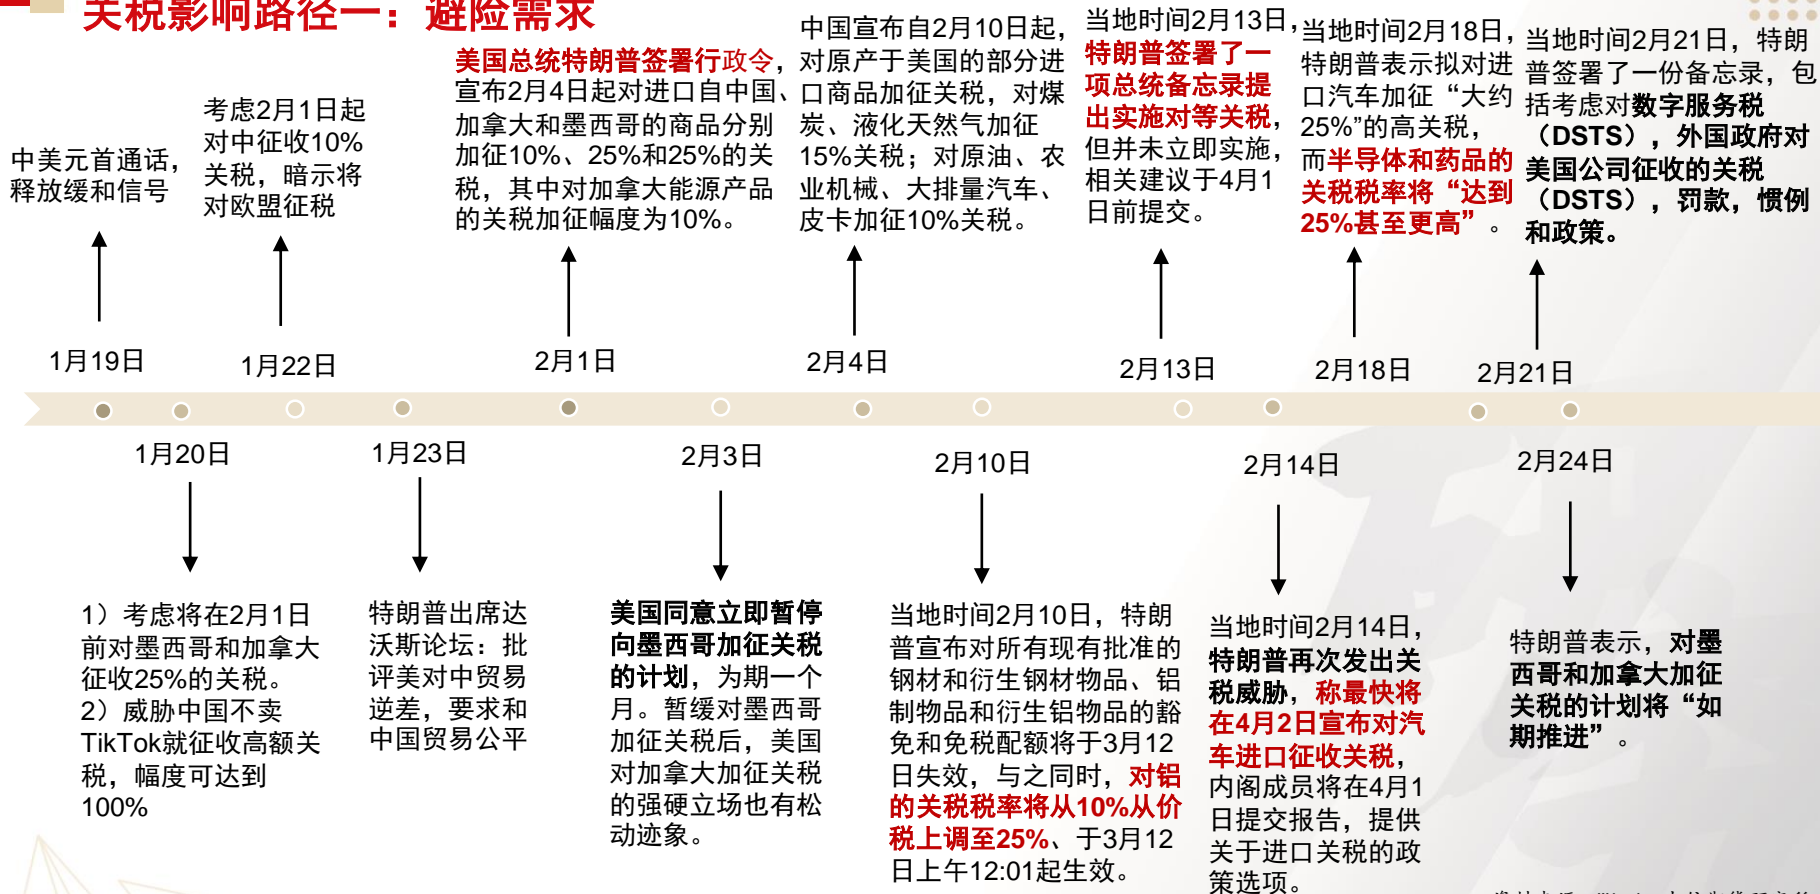 关税影响路径一：避险需求
中美元首通话，
释放缓和信号
1月19日
考虑2月1日起
对中征收10%
关税，暗示将
对欧盟征税
1月22日
美国总统特朗普签署行政令，
宣布2月4日起对进口自中国、
加拿大和墨西哥的商品分别
加征10%、25%和25%的关
税，其中对加拿大能源产品
的关税加征幅度为10%。
2月1日
中国宣布自2月10日起，
对原产于美国的部分进
口商品加征关税，对煤
炭、液化天然气加征
15%关税；对原油、农
业机械、大排量汽车、
皮卡加征10%关税。
2月4日
当地时间2月13日，
特朗普签署了一
项总统备忘录提
出实施对等关税，
但并未立即实施，
相关建议于4月1
日前提交。
2月13日
当地时间2月18日，
特朗普表示拟对进
口汽车加征“大约
25%”的高关税，
而半导体和药品的
关税税率将“达到
25%甚至更高”。
2月18日
当地时间2月21日，特朗
普签署了一份备忘录，包
括考虑对数字服务税
（DSTS），外国政府对
美国公司征收的关税
（DSTS），罚款，惯例
和政策。
2月21日
1月20日
1）考虑将在2月1日
前对墨西哥和加拿大
征收25%的关税。
2）威胁中国不卖
TikTok就征收高额关
税，幅度可达到
100%
1月23日
特朗普出席达
沃斯论坛：批
评美对中贸易
逆差，要求和
中国贸易公平
2月3日
美国同意立即暂停
向墨西哥加征关税
的计划，为期一个
月。暂缓对墨西哥
加征关税后，美国
对加拿大加征关税
的强硬立场也有松
动迹象。
2月10日
当地时间2月10日，特朗
普宣布对所有现有批准的
钢材和衍生钢材物品、铝
制物品和衍生铝物品的豁
免和免税配额将于3月12
日失效，与之同时，对铝
的关税税率将从10%从价
税上调至25%、于3月12
日上午12:01起生效。
2月14日
当地时间2月14日，
特朗普再次发出关
税威胁，称最快将
在4月2日宣布对汽
车进口征收关税，
内阁成员将在4月1
日提交报告，提供
关于进口关税的政
策选项。
2月24日
特朗普表示，对墨
西哥和加拿大加征
关税的计划将“如
期推进”。